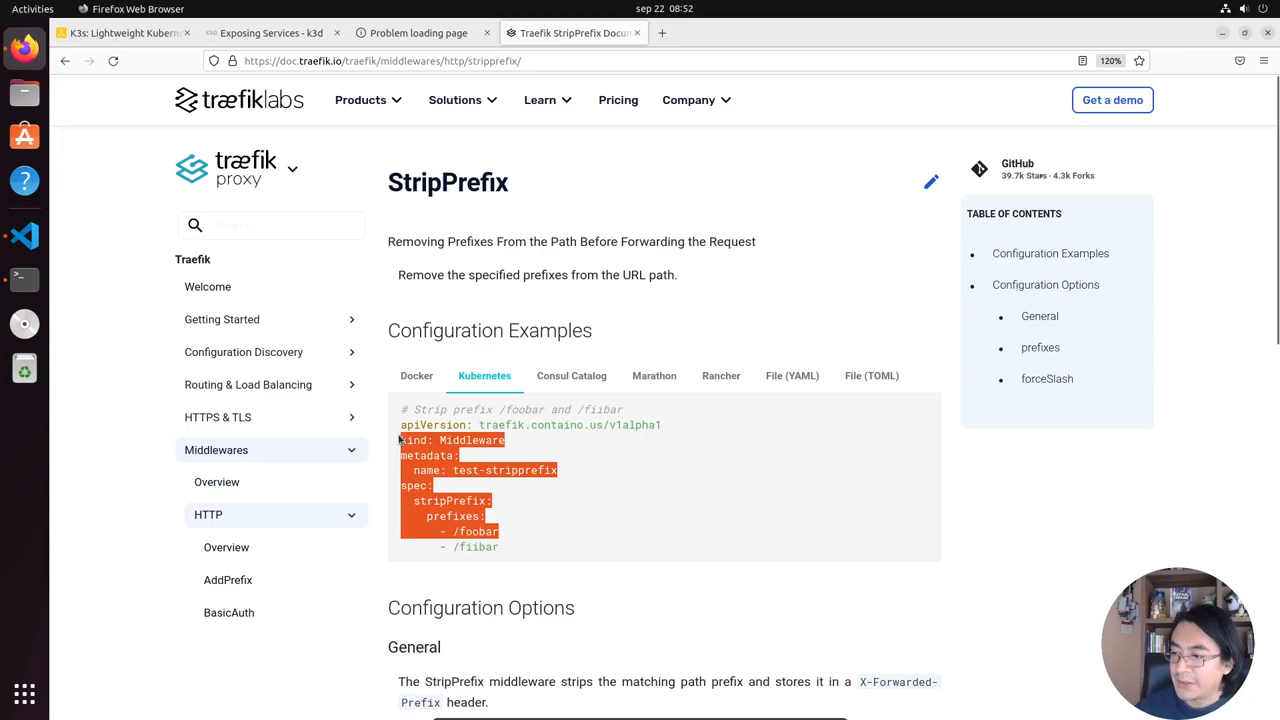 Activities
Firefox Web Browser
sep 22 08:52
K3s: Lightweight Kuberne
Exposing Services - k3d
Problem loading page
Traefik StripPrefix Docum
https://doc.traefik.io/traefik/middlewares/http/stripprefix/
120%
træfiklabs
Products
Solutions
Learn
Pricing
Company
Get a demo
træfik
proxy
Search
Traefik
Welcome
Getting Started
Configuration Discovery
Routing & Load Balancing
HTTPS & TLS
Middlewares
Overview
HTTP
Overview
AddPrefix
BasicAuth
StripPrefix
Removing Prefixes From the Path Before Forwarding the Request
Remove the specified prefixes from the URL path.
Configuration Examples
Docker
Kubernetes
Consul Catalog
Marathon
Rancher
File (YAML)
File (TOML)
# Strip prefix /foobar and /fiibar
apiVersion: traefik.containo.us/v1alpha1
kind: Middleware
metadata:
name: test-stripprefix
spec:
stripPrefix:
prefixes:
- /foobar
- /fiibar
Configuration Options
General
The StripPrefix middleware strips the matching path prefix and stores it in a X-Forwarded-
Prefix header.
GitHub
39.7k Stars · 4.3k Forks
TABLE OF CONTENTS
Configuration Examples
Configuration Options
General
prefixes
forceSlash